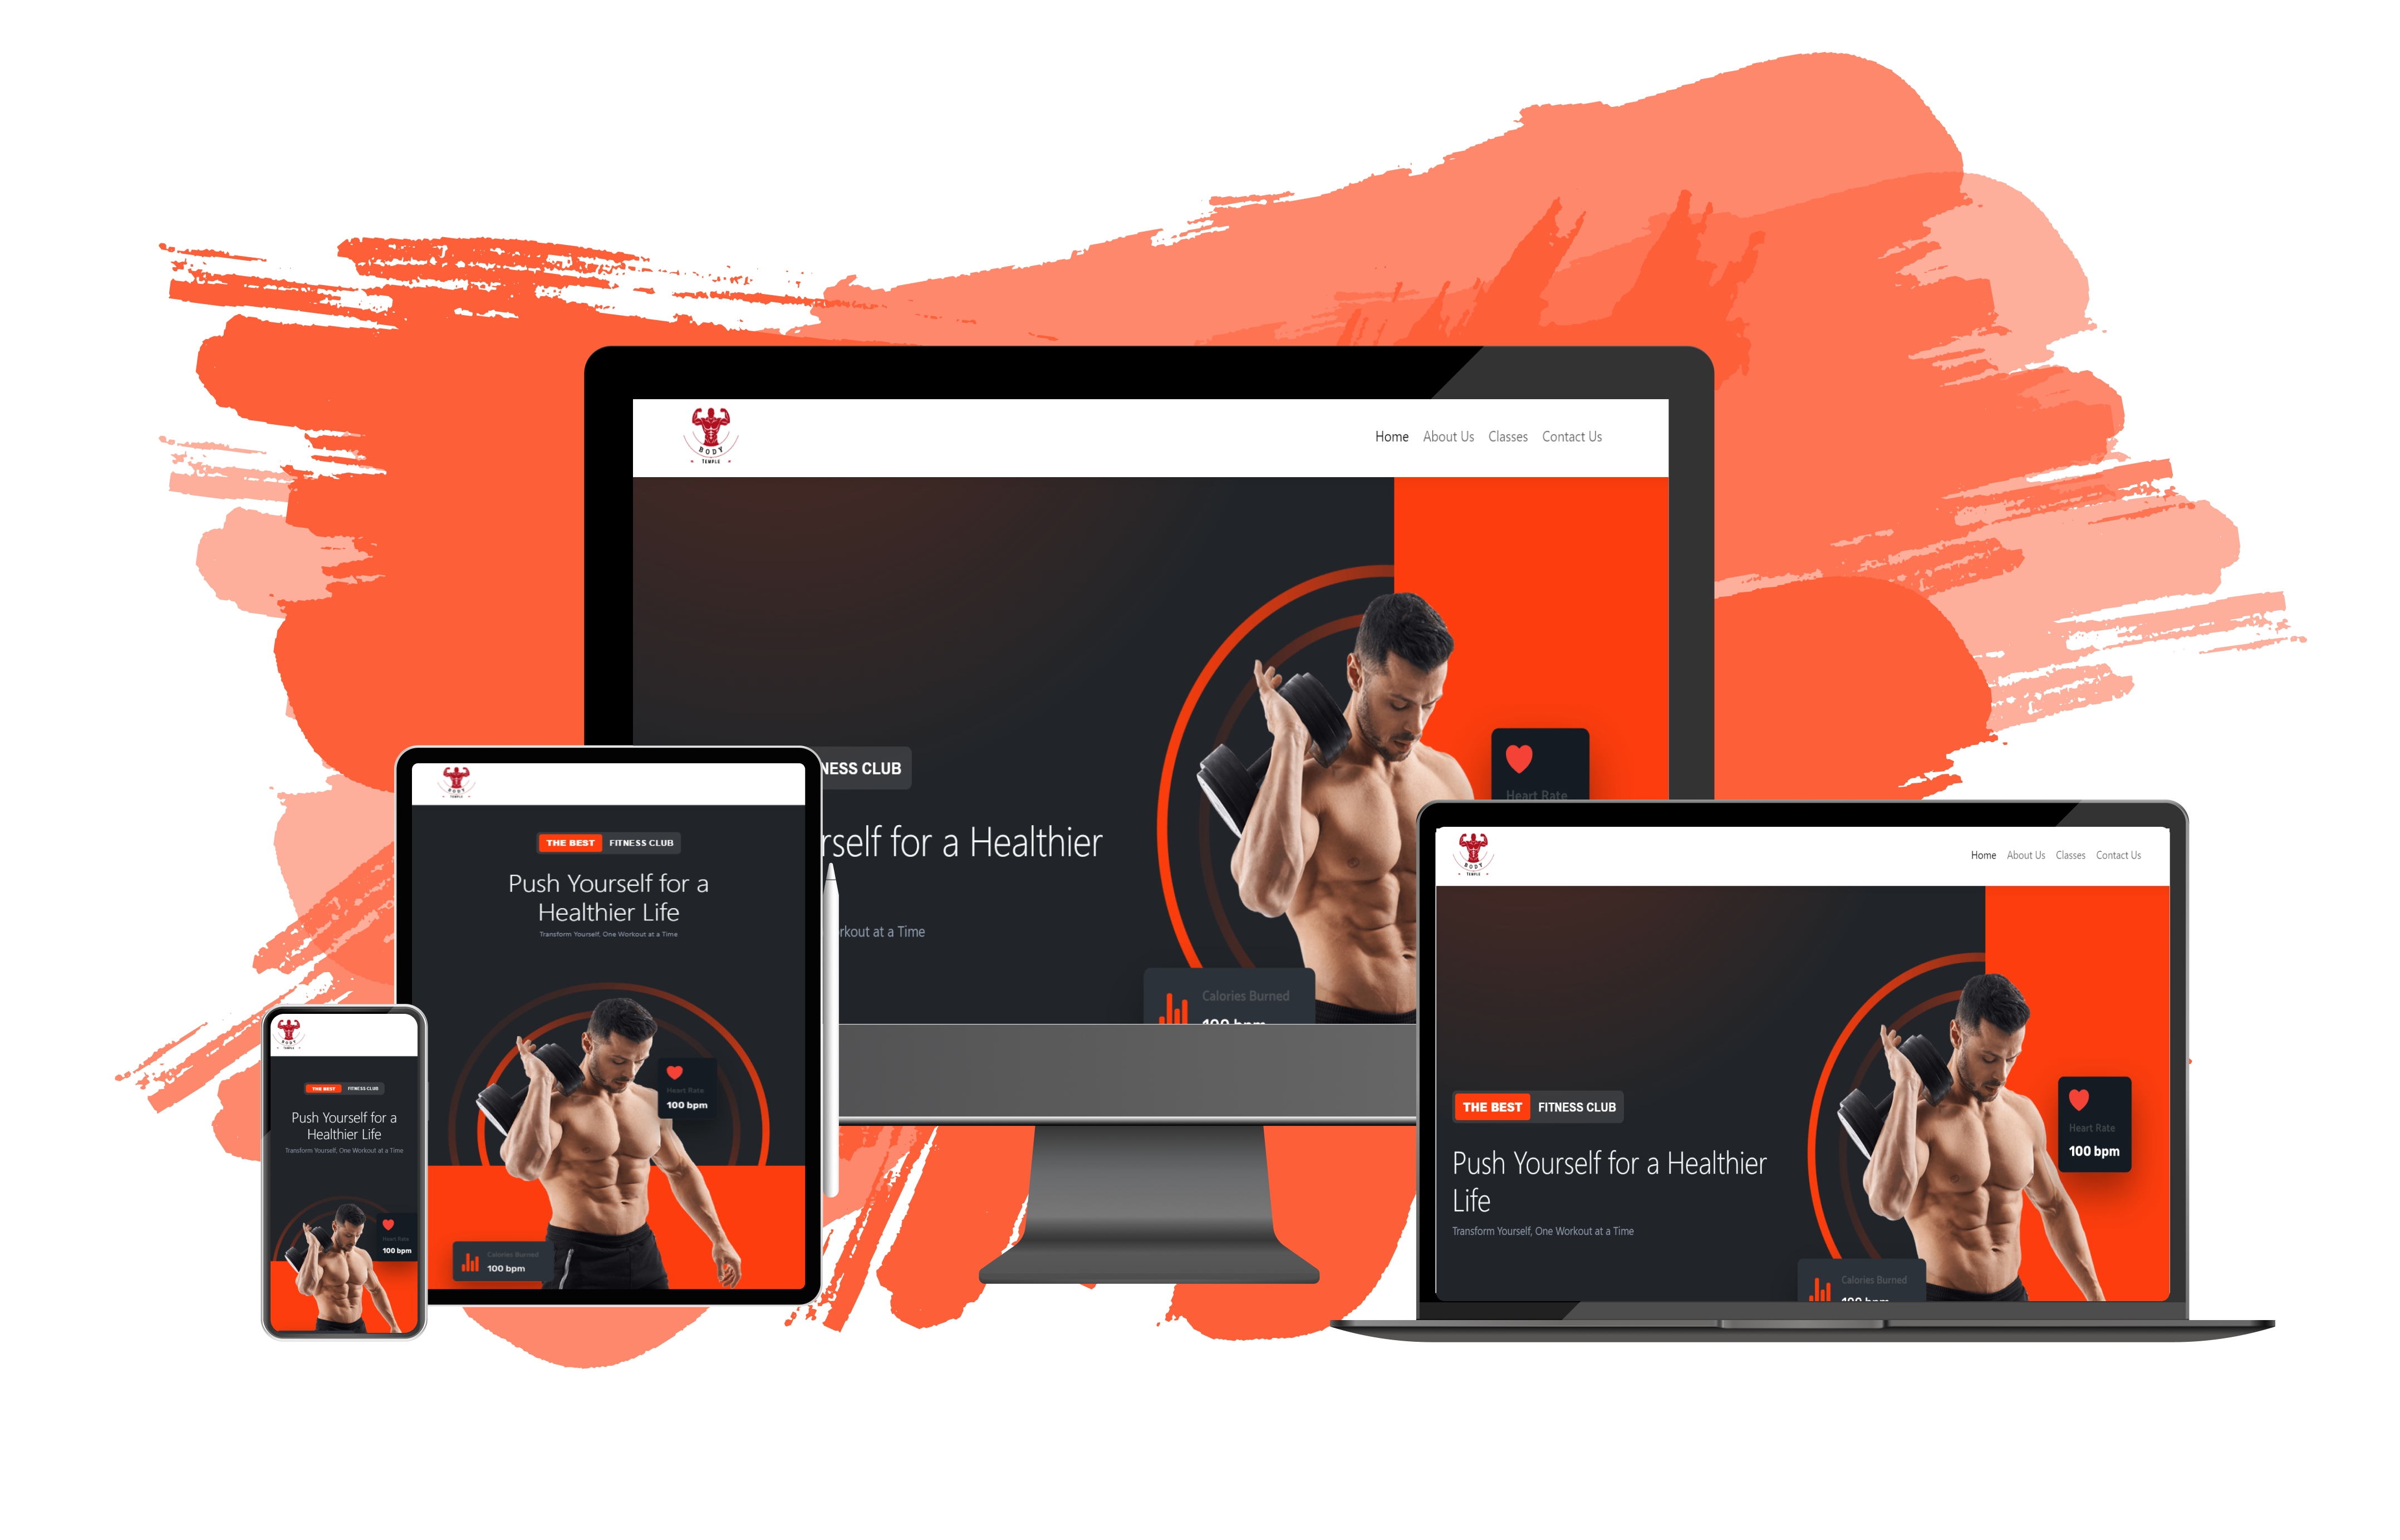 BODY
TEMPLE
Home About Us Classes Contact Us
NESS CLUB
rself for a Healthier
rkout at a Time
Heart Rate
Calories Burned
100 bpm
BODY
TEMPLE
THE BEST FITNESS CLUB
Push Yourself for a
Healthier Life
Transform Yourself, One Workout at a Time
Heart Rate
100 bpm
Calories Burned
100 bpm
BODY
TEMPLE
THE BEST FITNESS CLUB
Push Yourself for a
Healthier Life
Transform Yourself, One Workout at a Time
Heart Rate
100 bpm
BODY
TEMPLE
Home About Us Classes Contact Us
THE BEST FITNESS CLUB
Push Yourself for a Healthier
Life
Transform Yourself, One Workout at a Time
Heart Rate
100 bpm
Calories Burned
100 bpm